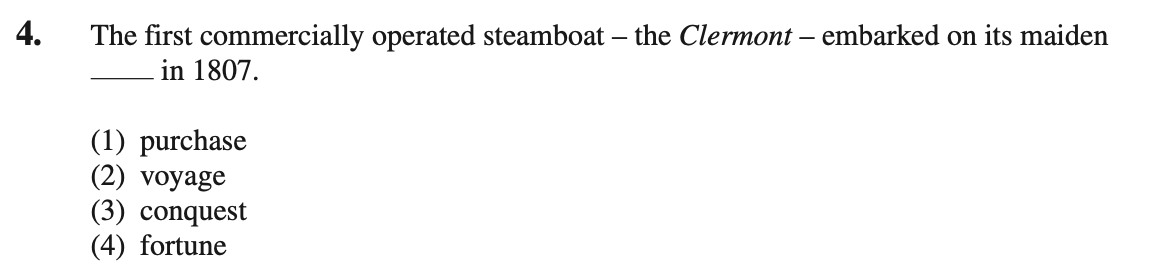 4. The first commercially operated steamboat – the Clermont – embarked on its maiden
_____ in 1807.
(1) purchase
(2) voyage
(3) conquest
(4) fortune